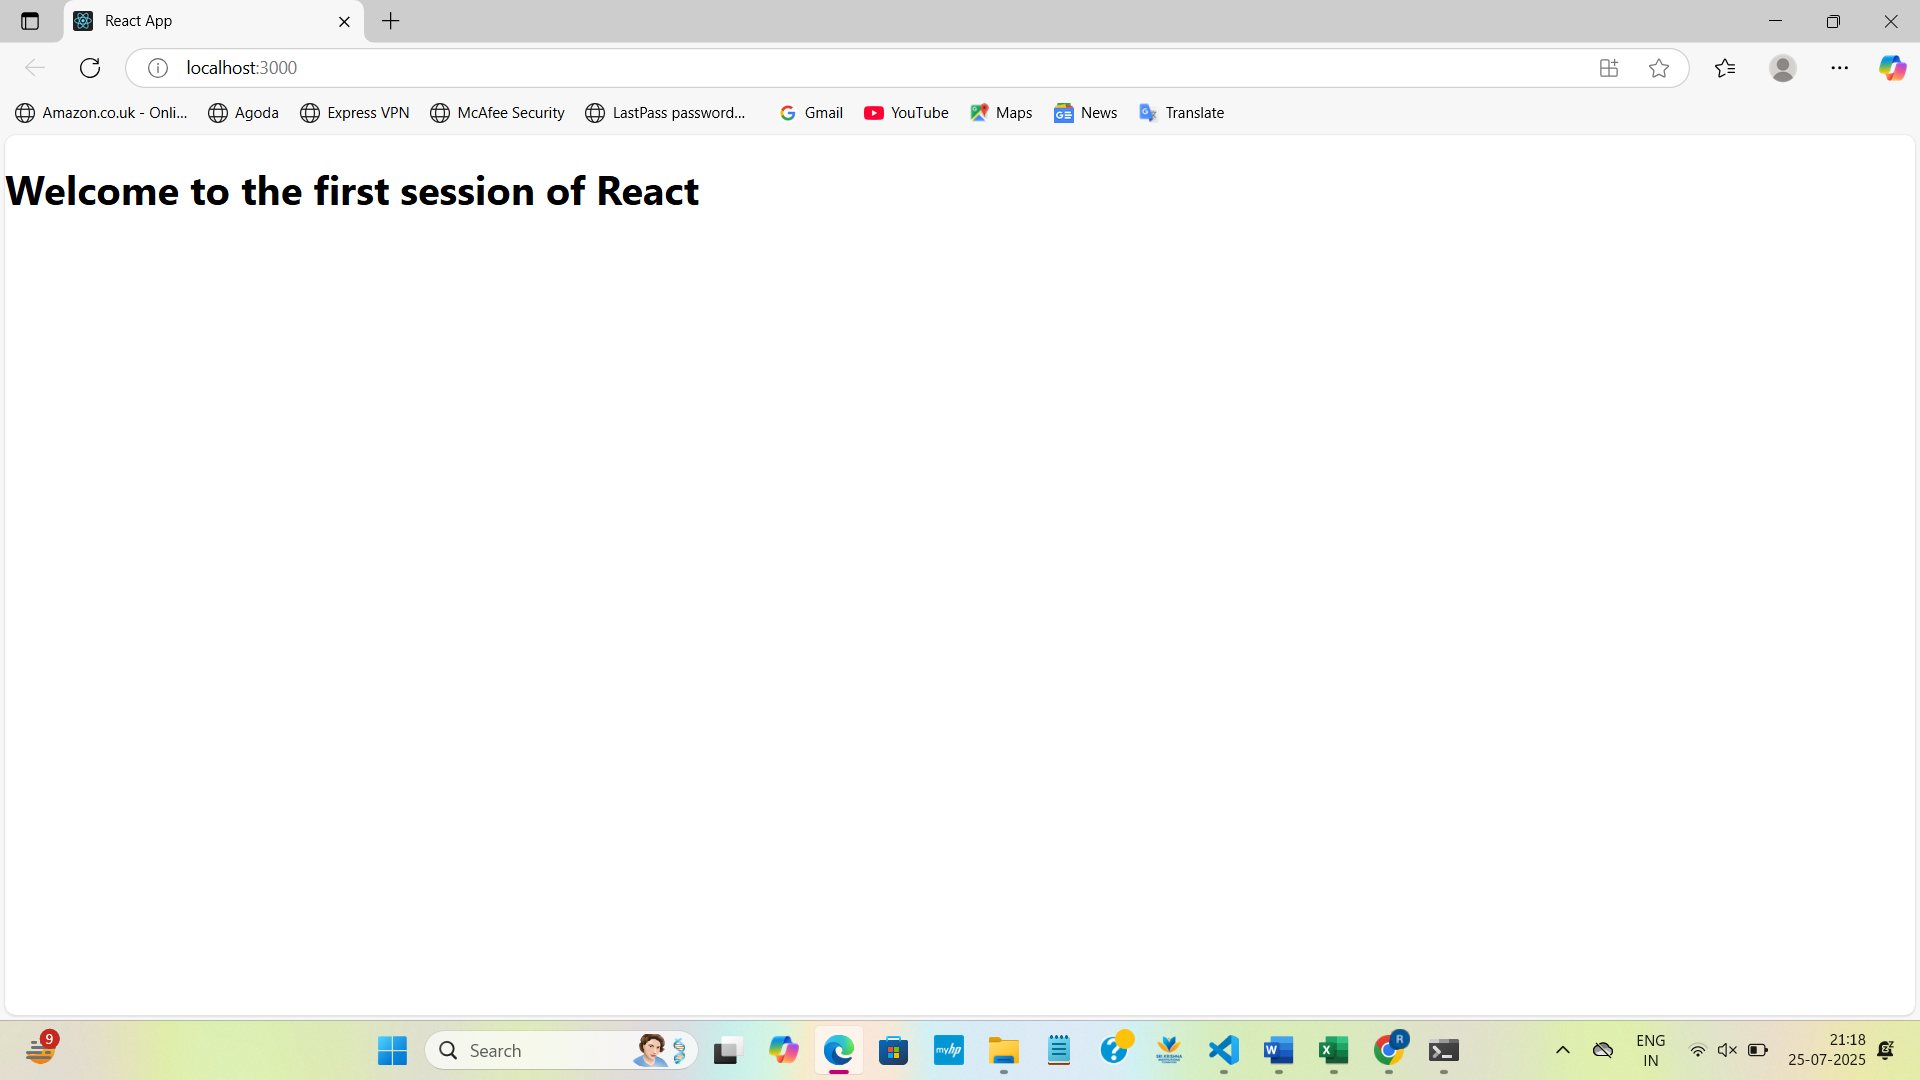 React App
localhost:3000
Amazon.co.uk - Onli...
Agoda
Express VPN
McAfee Security
LastPass password...
Gmail
YouTube
Maps
News
Translate
Welcome to the first session of React
9
Search
myhp
R
ENG
IN
21:18
25-07-2025